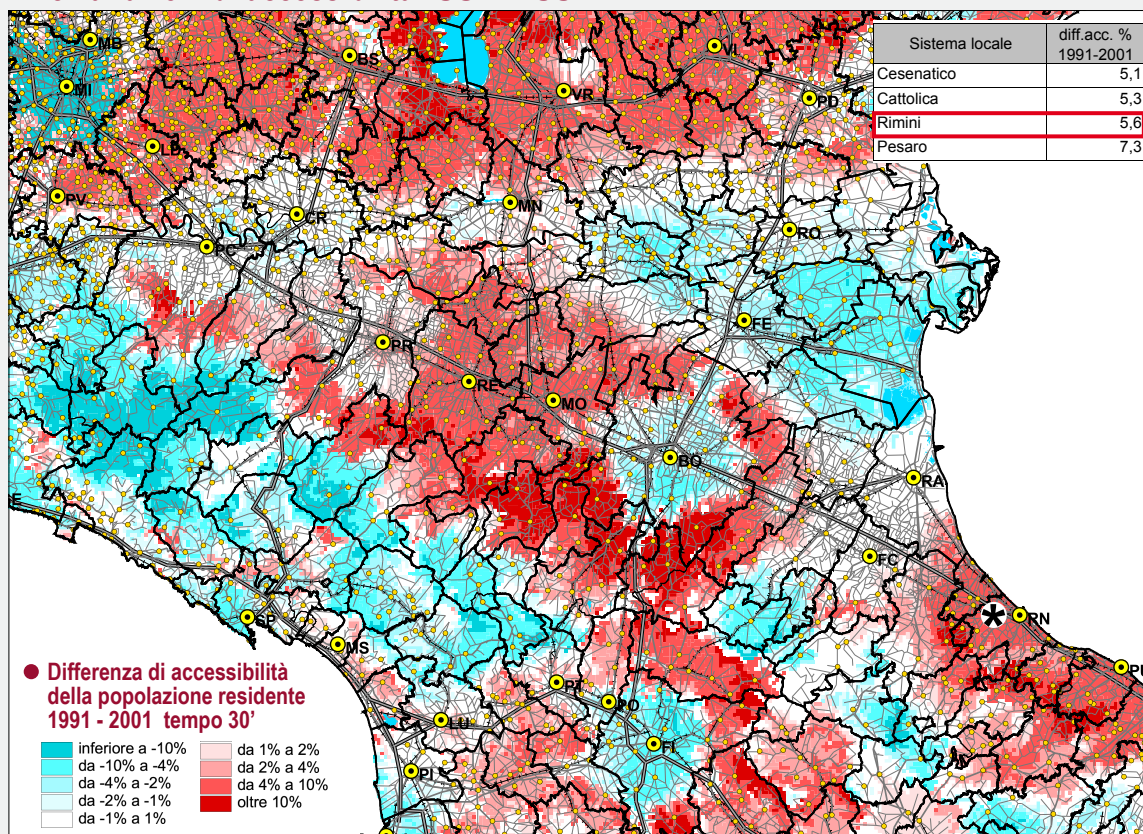 Sistema locale
diff.acc. %
1991-2001
Cesenatico 5,1
Cattolica 5,3
Rimini 5,6
Pesaro 7,3
MB
BS
VI
MI
VR
PD
PV
CR
MN
RO
PC
FE
PR
RE
MO
BO
RA
FC
*
PN
SP
MS
PO
LU
FI
PI
Differenza di accessibilità
della popolazione residente
1991 - 2001 tempo 30'
inferiore a -10%
da -10% a -4%
da -4% a -2%
da -2% a -1%
da -1% a 1%
da 1% a 2%
da 2% a 4%
da 4% a 10%
oltre 10%